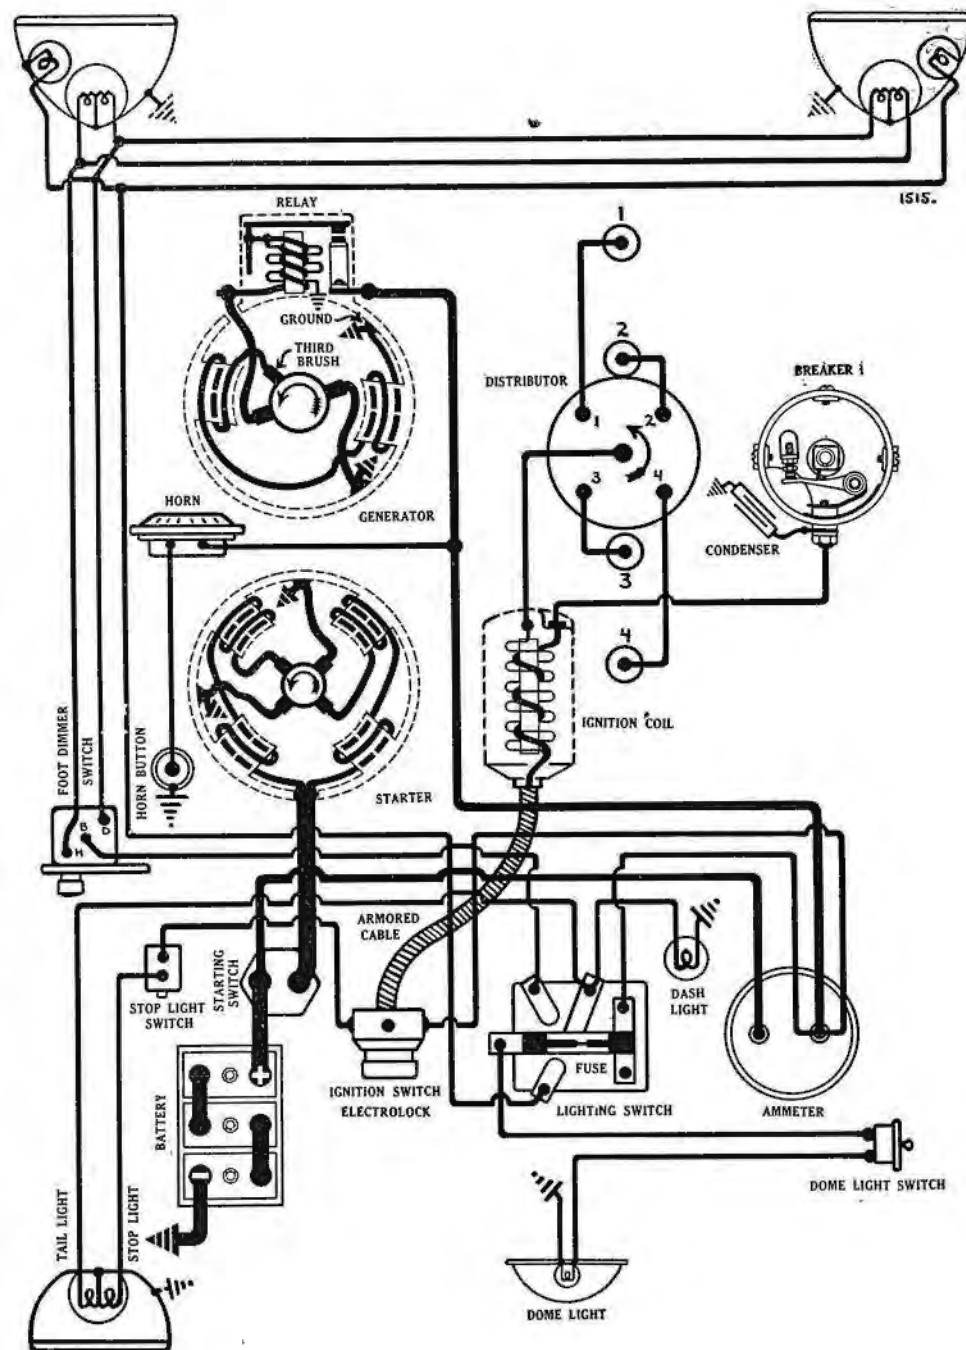 1515.
RELAY
1
GROUND
THIRD
BRUSH
2
DISTRIBUTOR
BREAKER
1
2
3
4
HORN
GENERATOR
CONDENSER
3
4
IGNITION COIL
FOOT DIMMER
SWITCH
HORN BUTTON
STARTER
B
D
H
ARMORED
CABLE
STARTING
SWITCH
STOP LIGHT
SWITCH
DASH
LIGHT
FUSE
IGNITION SWITCH
ELECTROLOCK
LIGHTING SWITCH
AMMETER
BATTERY
DOME LIGHT SWITCH
TAIL LIGHT
STOP LIGHT
DOME LIGHT